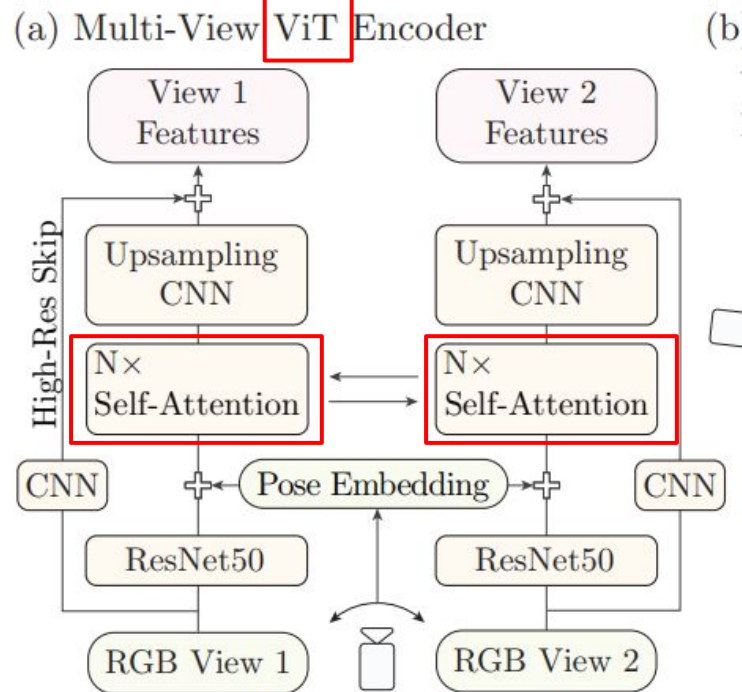 (a) Multi-View ViT Encoder
(b)
View 1
Features
View 2
Features
High-Res Skip
Upsampling
CNN
Upsampling
CNN
N×
Self-Attention
N×
Self-Attention
CNN
Pose Embedding
CNN
ResNet50
ResNet50
RGB View 1
RGB View 2